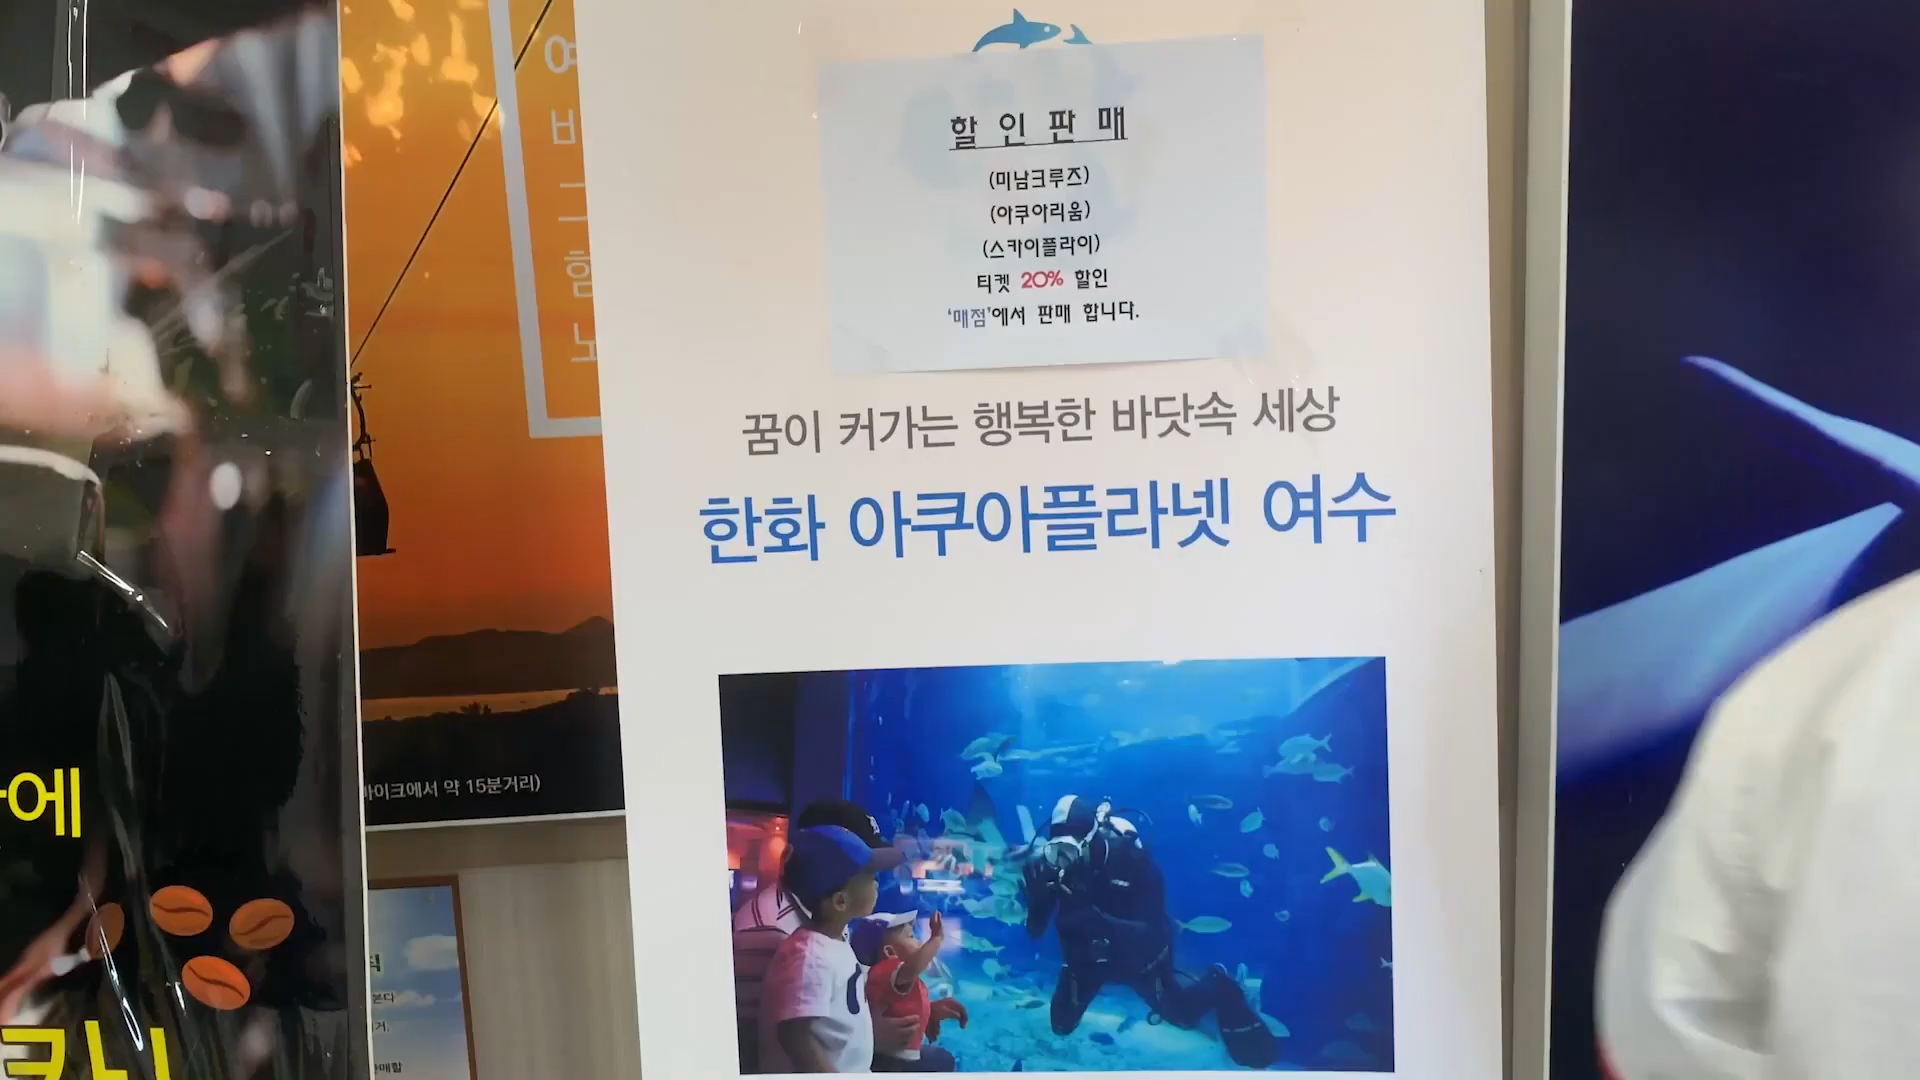 할인판매
(미남크루즈)
(아쿠아리움)
(스카이플라이)
티켓 20% 할인
'매점'에서 판매 합니다.
꿈이 커가는 행복한 바닷속 세상
한화 아쿠아플라넷 여수
바이크에서 약 15분거리)
에